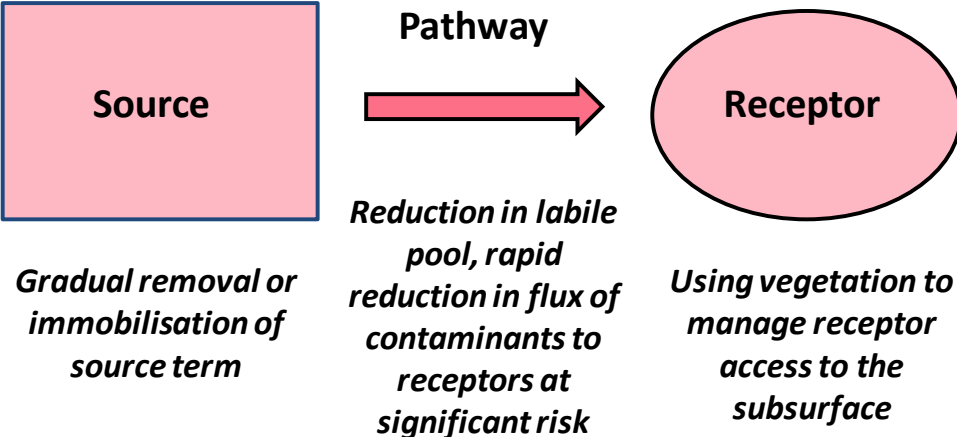 Source
Pathway
Receptor
Gradual removal or
immobilisation of
source term
Reduction in labile
pool, rapid
reduction in flux of
contaminants to
receptors at
significant risk
Using vegetation to
manage receptor
access to the
subsurface